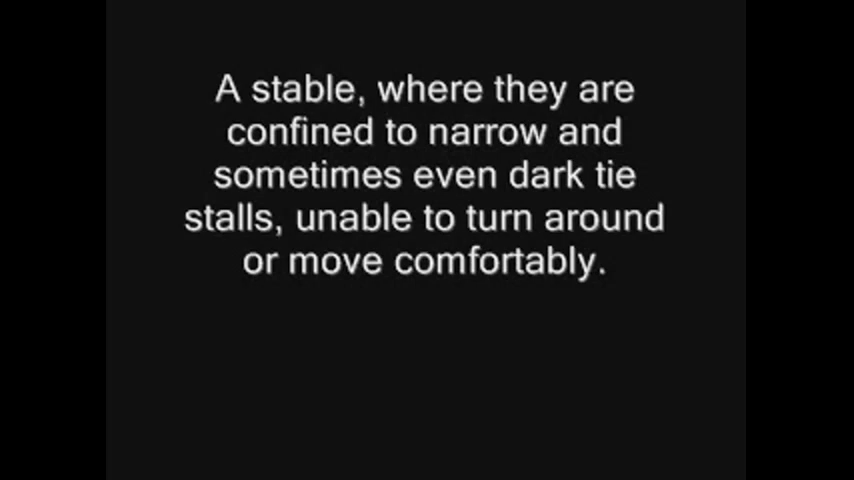 A stable, where they are
confined to narrow and
sometimes even dark tie
stalls, unable to turn around
or move comfortably.